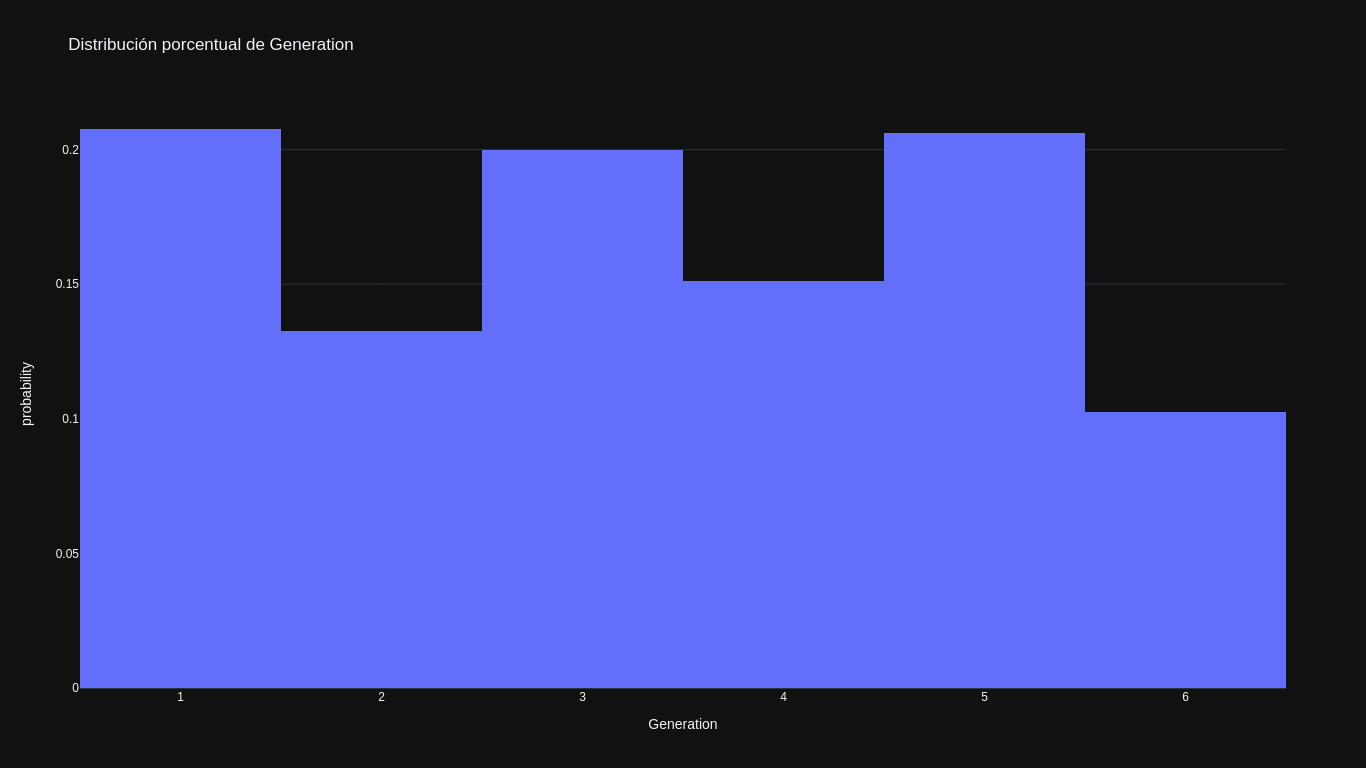 Distribución porcentual de Generation
0.2
0.15
0.1
0.05
0
probability
1 2 3 4 5 6
Generation